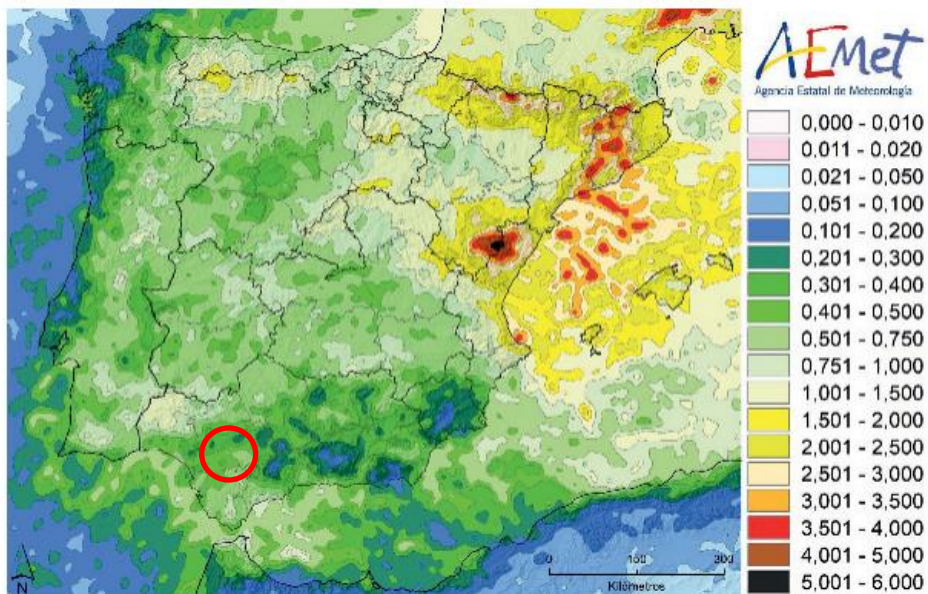 AEMet
Agencia Estatal de Meteorología
0,000 - 0,010
0,011 - 0,020
0,021 - 0,050
0,051 - 0,100
0,101 - 0,200
0,201 - 0,300
0,301 - 0,400
0,401 - 0,500
0,501 - 0,750
0,751 - 1,000
1,001 - 1,500
1,501 - 2,000
2,001 - 2,500
2,501 - 3,000
3,001 - 3,500
3,501 - 4,000
4,001 - 5,000
5,001 - 6,000
0 100 200
Kilómetros
N